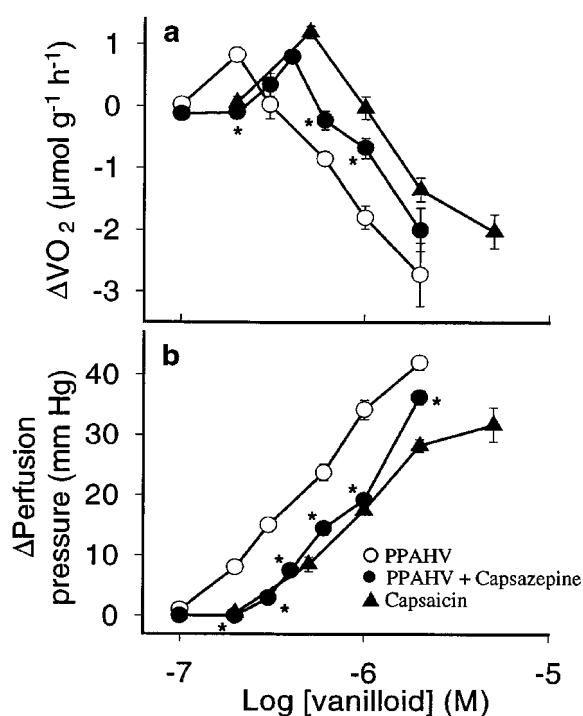 a
1
0
-1
-2
-3
ΔVO₂ (µmol g⁻¹ h⁻¹)
*
*
*
b
40
30
20
10
0
ΔPerfusion
pressure (mm Hg)
*
*
*
*
*
*
PPAHV
PPAHV + Capsazepine
Capsaicin
-7
-6
-5
Log [vanilloid] (M)